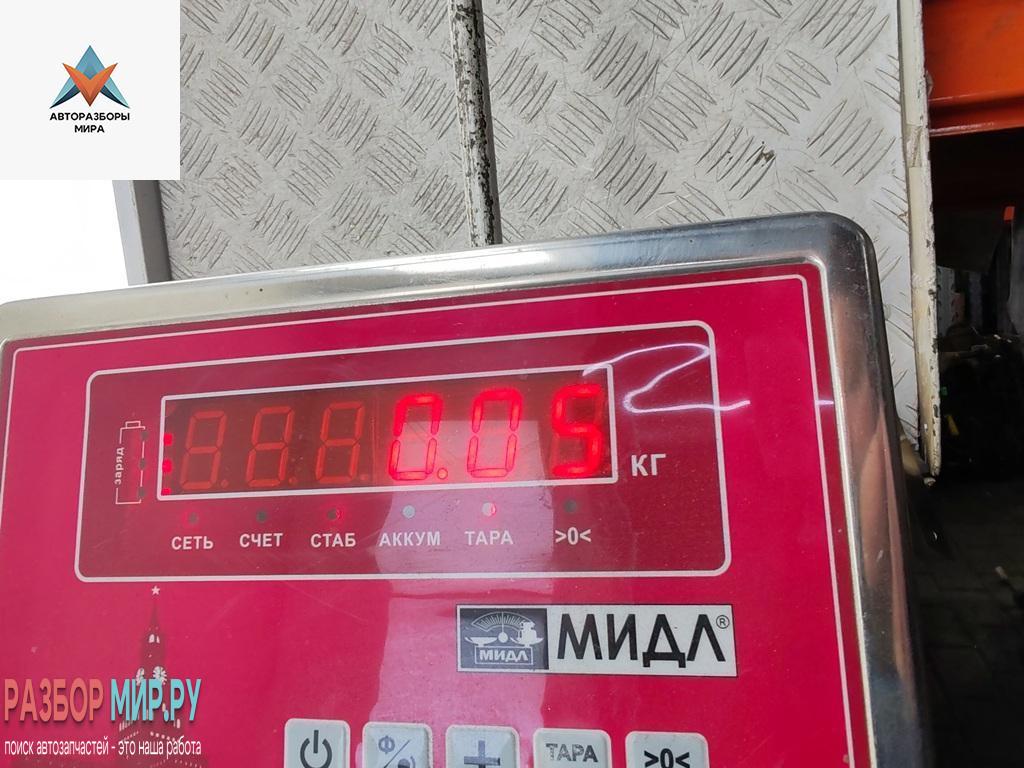 АВТОРАЗБОРЫ
МИРА
заряд
0.05
КГ
СЕТЬ СЧЕТ СТАБ АККУМ ТАРА >0<
МИДЛ МИДЛ®
РАЗБОР МИР.РУ
поиск автозапчастей - это наша работа
Ф
ТАРА >0<